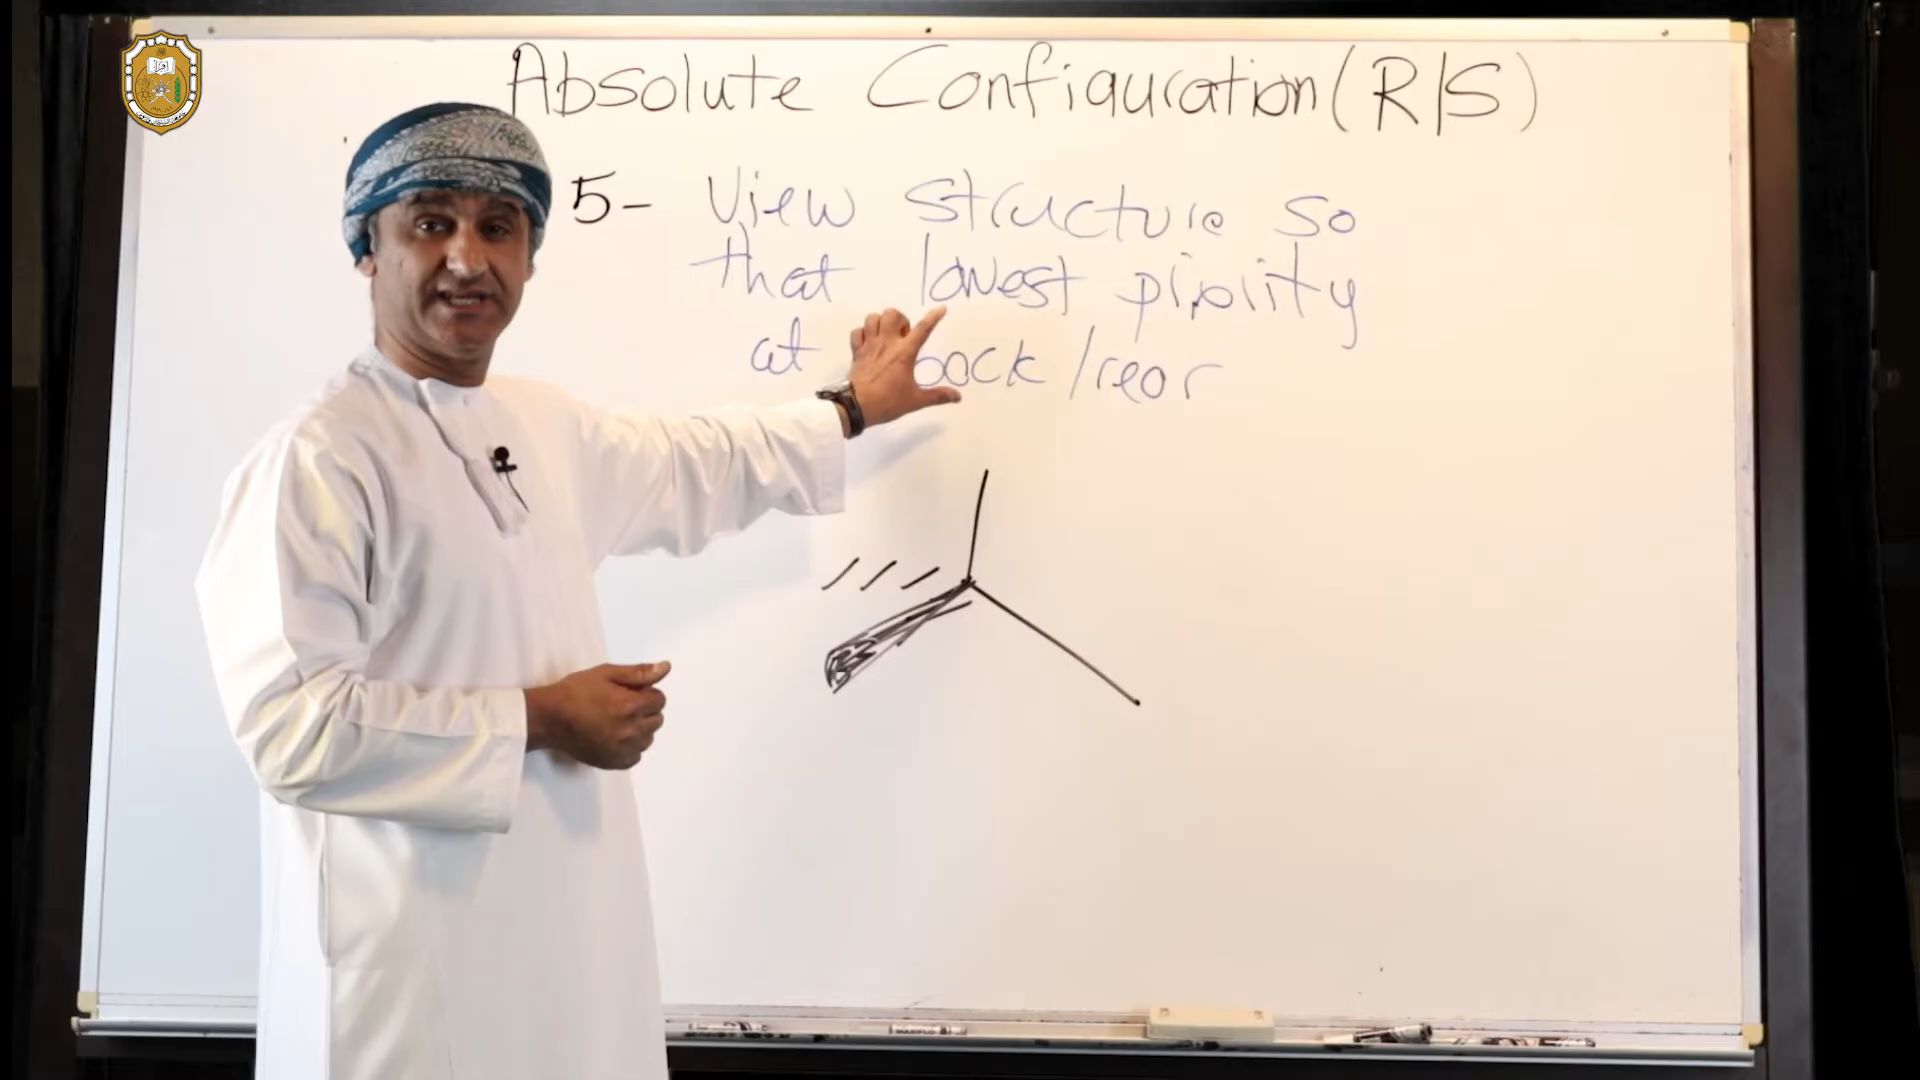 Absolute Configuration (R/S)
5- View structure so
that lowest priority
at back/rear